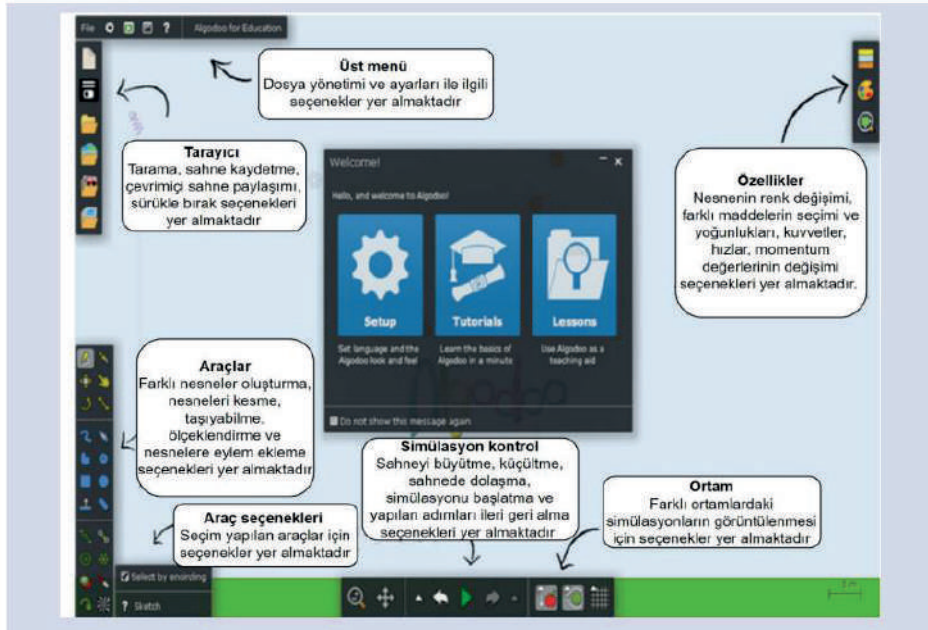 File ? Algodoo for Education
Üst menü
Dosya yönetimi ve ayarları ile ilgili
seçenekler yer almaktadır
Tarayıcı
Tarama, sahne kaydetme,
çevrimiçi sahne paylaşımı,
sürükle bırak seçenekleri
yer almaktadır
Özellikler
Nesnenin renk değişimi,
farklı maddelerin seçimi ve
yoğunlukları, kuvvetler,
hızlar, momentum
değerlerinin değişimi
seçenekleri yer almaktadır.
Welcome!
Hello, and welcome to Algodoo!
Setup
Set language and the
Algodoo look and feel
Tutorials
Learn the basics of
Algodoo in a minute
Lessons
Use Algodoo as a
teaching aid
Algodoo
Do not show this message again
Araçlar
Farklı nesneler oluşturma,
nesneleri kesme,
taşıyabilme,
ölçeklendirme ve
nesnelere eylem ekleme
seçenekleri yer almaktadır
Simülasyon kontrol
Sahneyi büyütme, küçültme,
sahnede dolaşma,
simülasyonu başlatma ve
yapılan adımları ileri geri alma
seçenekleri yer almaktadır
Ortam
Farklı ortamlardaki
simülasyonların görüntülenmesi
için seçenekler yer almaktadır
Araç seçenekleri
Seçim yapılan araçlar için
seçenekler yer almaktadır
Select by encircling
? Sketch